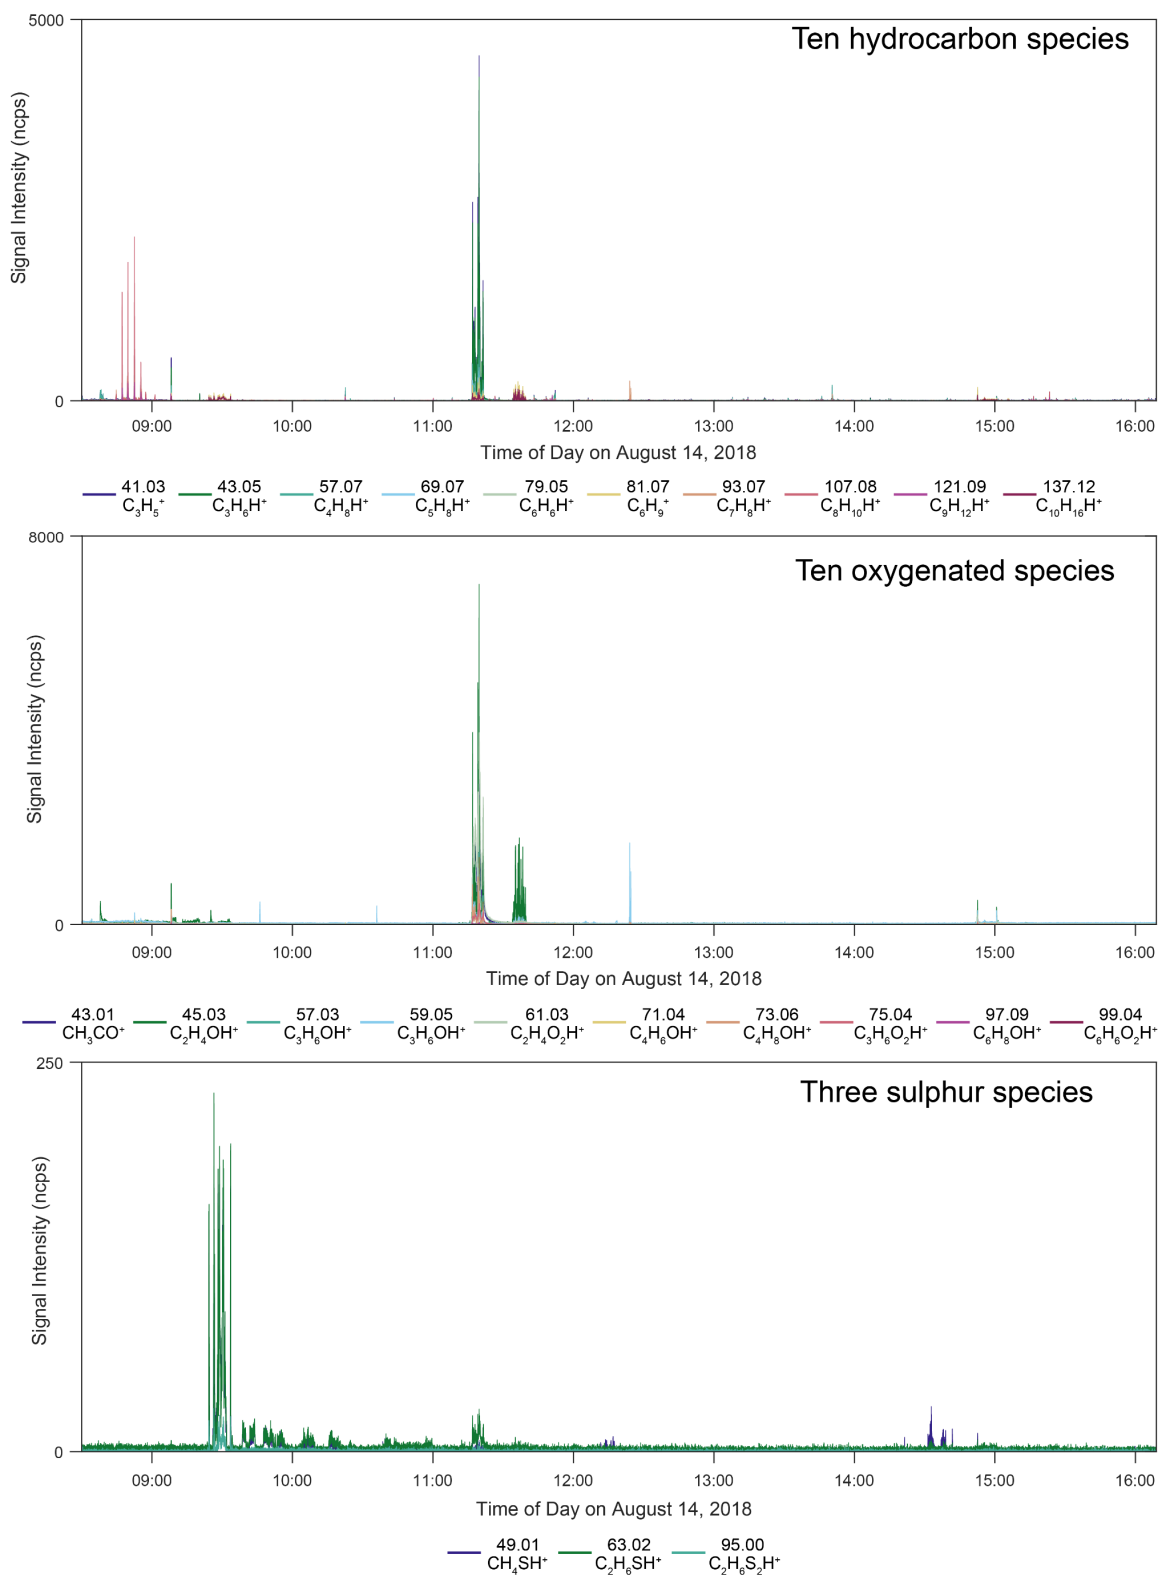 5000
Ten hydrocarbon species
Signal Intensity (ncps)
0
09:00 10:00 11:00 12:00 13:00 14:00 15:00 16:00
Time of Day on August 14, 2018
41.03 43.05 57.07 69.07 79.05 81.07 93.07 107.08 121.09 137.12
C₃H₅⁺ C₃H₆H⁺ C₄H₈H⁺ C₅H₈H⁺ C₆H₆H⁺ C₆H₉⁺ C₇H₈H⁺ C₈H₁₀H⁺ C₉H₁₂H⁺ C₁₀H₁₆H⁺
8000
Ten oxygenated species
Signal Intensity (ncps)
0
09:00 10:00 11:00 12:00 13:00 14:00 15:00 16:00
Time of Day on August 14, 2018
43.01 45.03 57.03 59.05 61.03 71.04 73.06 75.04 97.09 99.04
CH₃CO⁺ C₂H₄OH⁺ C₃H₆OH⁺ C₃H₆OH⁺ C₂H₄O₂H⁺ C₄H₆OH⁺ C₄H₈OH⁺ C₃H₆O₂H⁺ C₆H₈OH⁺ C₆H₆O₂H⁺
250
Three sulphur species
Signal Intensity (ncps)
0
09:00 10:00 11:00 12:00 13:00 14:00 15:00 16:00
Time of Day on August 14, 2018
49.01 63.02 95.00
CH₄SH⁺ C₂H₆SH⁺ C₂H₆S₂H⁺